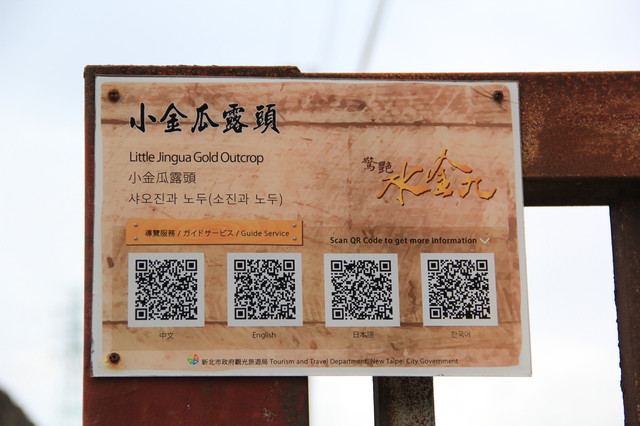 小金瓜露頭
Little Jingua Gold Outcrop
小金瓜露頭
샤오진과 노두(소진과 노두)
驚艷
水金九
導覽服務 / ガイドサービス / Guide Service
Scan QR Code to get more information
中文
English
日本語
한국어
新北市政府觀光旅遊局 Tourism and Travel Department, New Taipei City Government